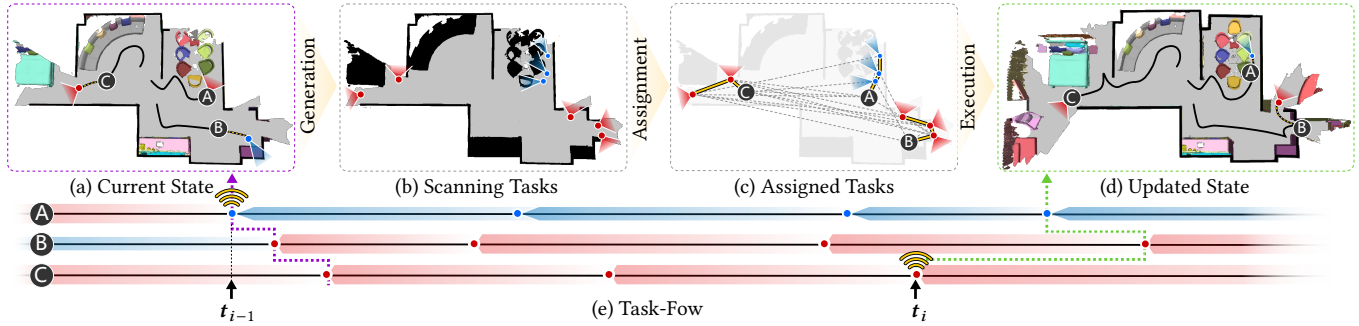 C
A
B
Generation
Assignment
C
A
B
Execution
C
A
B
(a) Current State
(b) Scanning Tasks
(c) Assigned Tasks
(d) Updated State
A
B
C
t_{i−1}
(e) Task-Fow
t_i